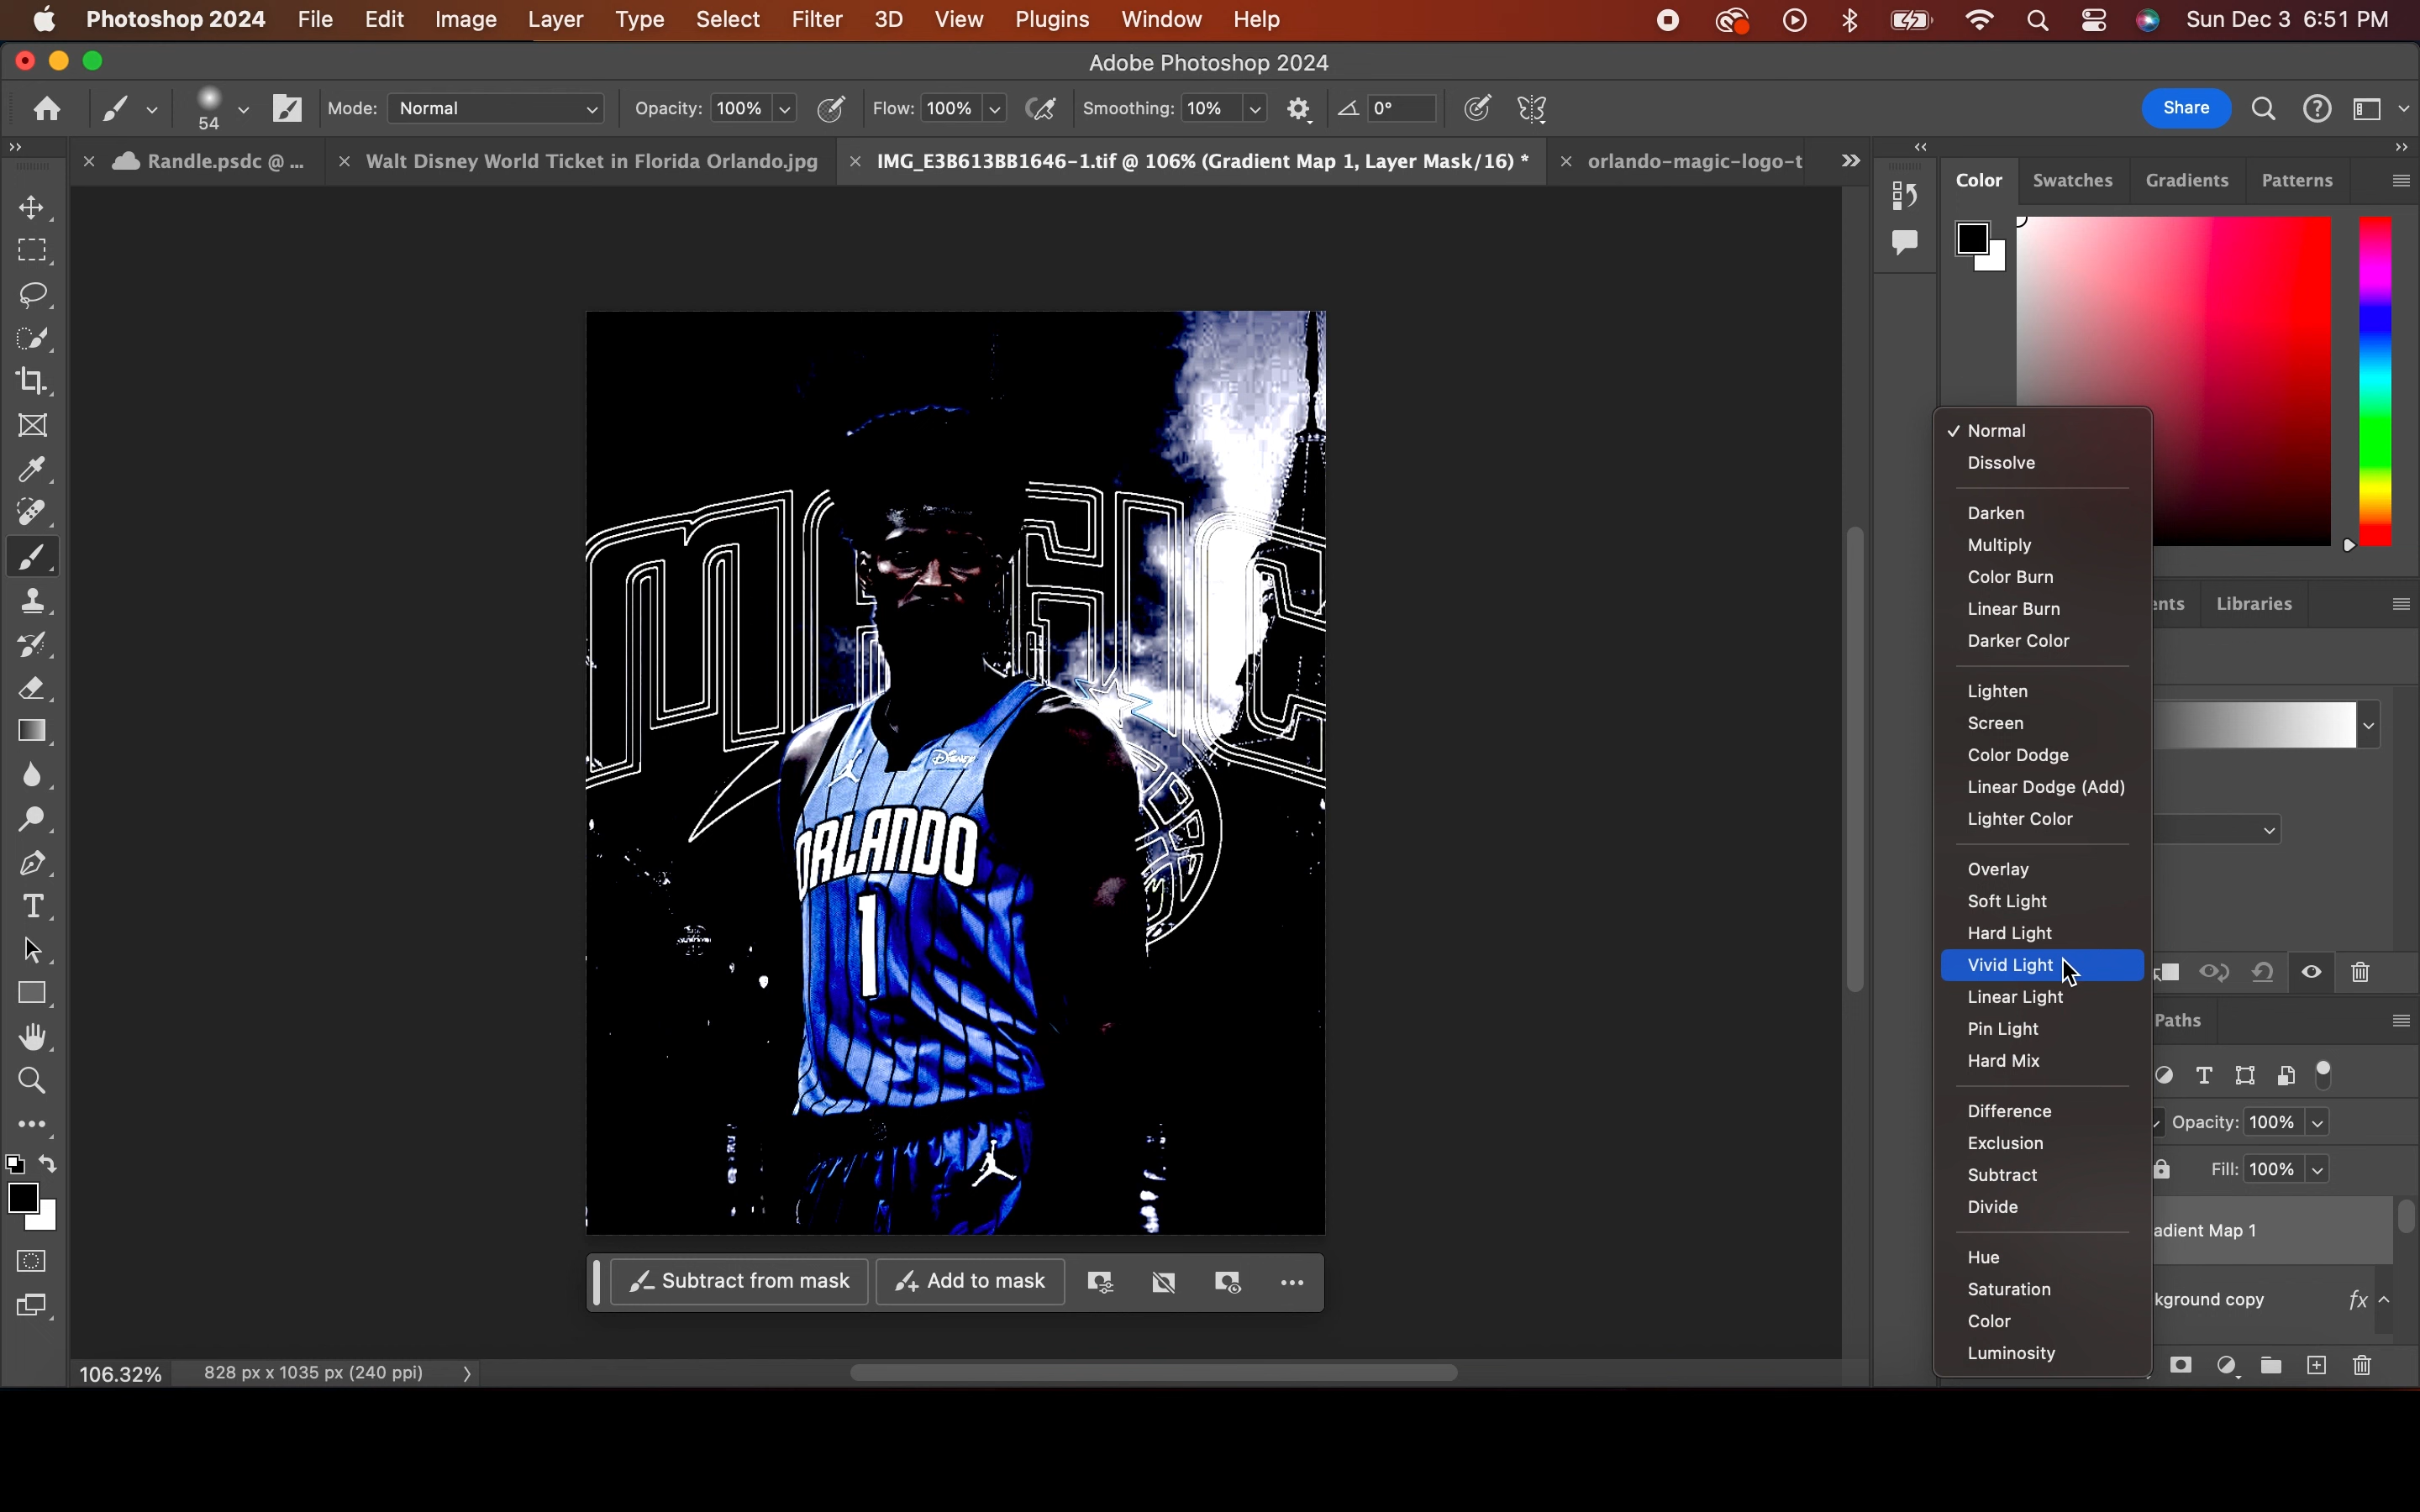 Photoshop 2024 File Edit Image Layer Type Select Filter 3D View Plugins Window Help Sun Dec 3 6:51 PM
Adobe Photoshop 2024
54 Mode: Normal Opacity: 100% Flow: 100% Smoothing: 10% 0° Share
Randle.psdc @ ... Walt Disney World Ticket in Florida Orlando.jpg IMG_E3B613BB1646-1.tif @ 106% (Gradient Map 1, Layer Mask/16) * orlando-magic-logo-t
Color Swatches Gradients Patterns
Normal
Dissolve
Darken
Multiply
Color Burn
Linear Burn
Darker Color
Lighten
Screen
Color Dodge
Linear Dodge (Add)
Lighter Color
Overlay
Soft Light
Hard Light
Vivid Light
Linear Light
Pin Light
Hard Mix
Difference
Exclusion
Subtract
Divide
Hue
Saturation
Color
Luminosity
ents Libraries
Paths
Opacity: 100%
Fill: 100%
adient Map 1
kground copy fx
MAGIC
Disney
ORLANDO
1
Subtract from mask Add to mask
106.32% 828 px x 1035 px (240 ppi)